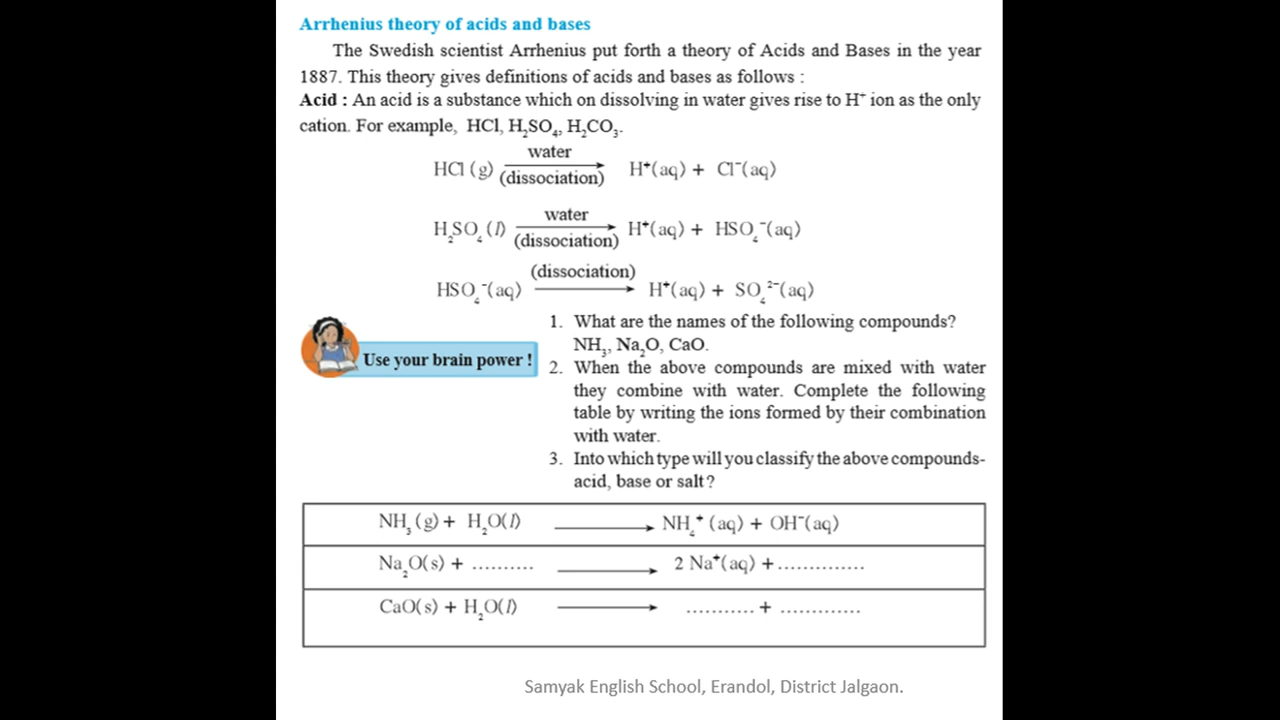 Arrhenius theory of acids and bases
The Swedish scientist Arrhenius put forth a theory of Acids and Bases in the year
1887. This theory gives definitions of acids and bases as follows :
Acid : An acid is a substance which on dissolving in water gives rise to H⁺ ion as the only
cation. For example, HCl, H₂SO₄, H₂CO₃.
HCl (g) water (dissociation) → H⁺(aq) + Cl⁻(aq)
H₂SO₄ (l) water (dissociation) → H⁺(aq) + HSO₄⁻(aq)
HSO₄⁻(aq) (dissociation) → H⁺(aq) + SO₄²⁻(aq)
Use your brain power !
1. What are the names of the following compounds?
NH₃, Na₂O, CaO.
2. When the above compounds are mixed with water
they combine with water. Complete the following
table by writing the ions formed by their combination
with water.
3. Into which type will you classify the above compounds-
acid, base or salt?
NH₃ (g) + H₂O(l) → NH₄⁺ (aq) + OH⁻(aq)
Na₂O(s) + .......... → 2 Na⁺(aq) + ..............
CaO(s) + H₂O(l) → ........... + .............
Samyak English School, Erandol, District Jalgaon.